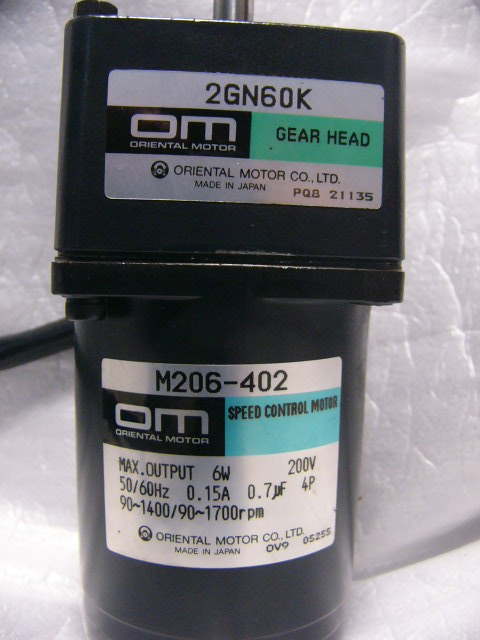 2GN60K
OM
ORIENTAL MOTOR
GEAR HEAD
ORIENTAL MOTOR CO., LTD.
MADE IN JAPAN
PQ8 21135
M206-402
OM
ORIENTAL MOTOR
SPEED CONTROL MOTOR
MAX.OUTPUT 6W 200V
50/60Hz 0.15A 0.7μF 4P
90~1400/90~1700rpm
ORIENTAL MOTOR CO., LTD.
MADE IN JAPAN
OV9 05255